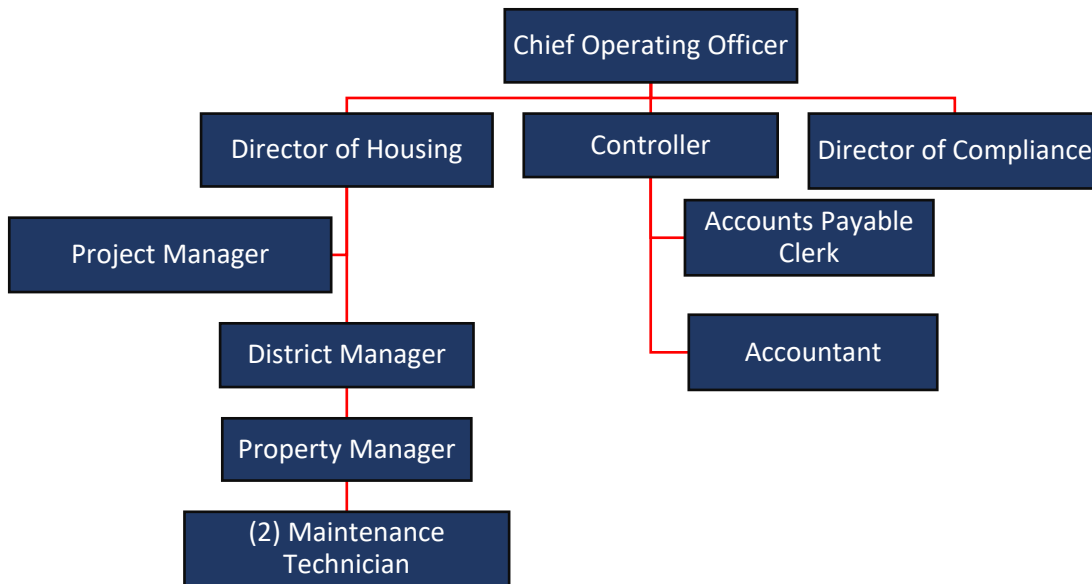 Chief Operating Officer
Director of Housing
Controller
Director of Compliance
Project Manager
Accounts Payable
Clerk
District Manager
Accountant
Property Manager
(2) Maintenance
Technician